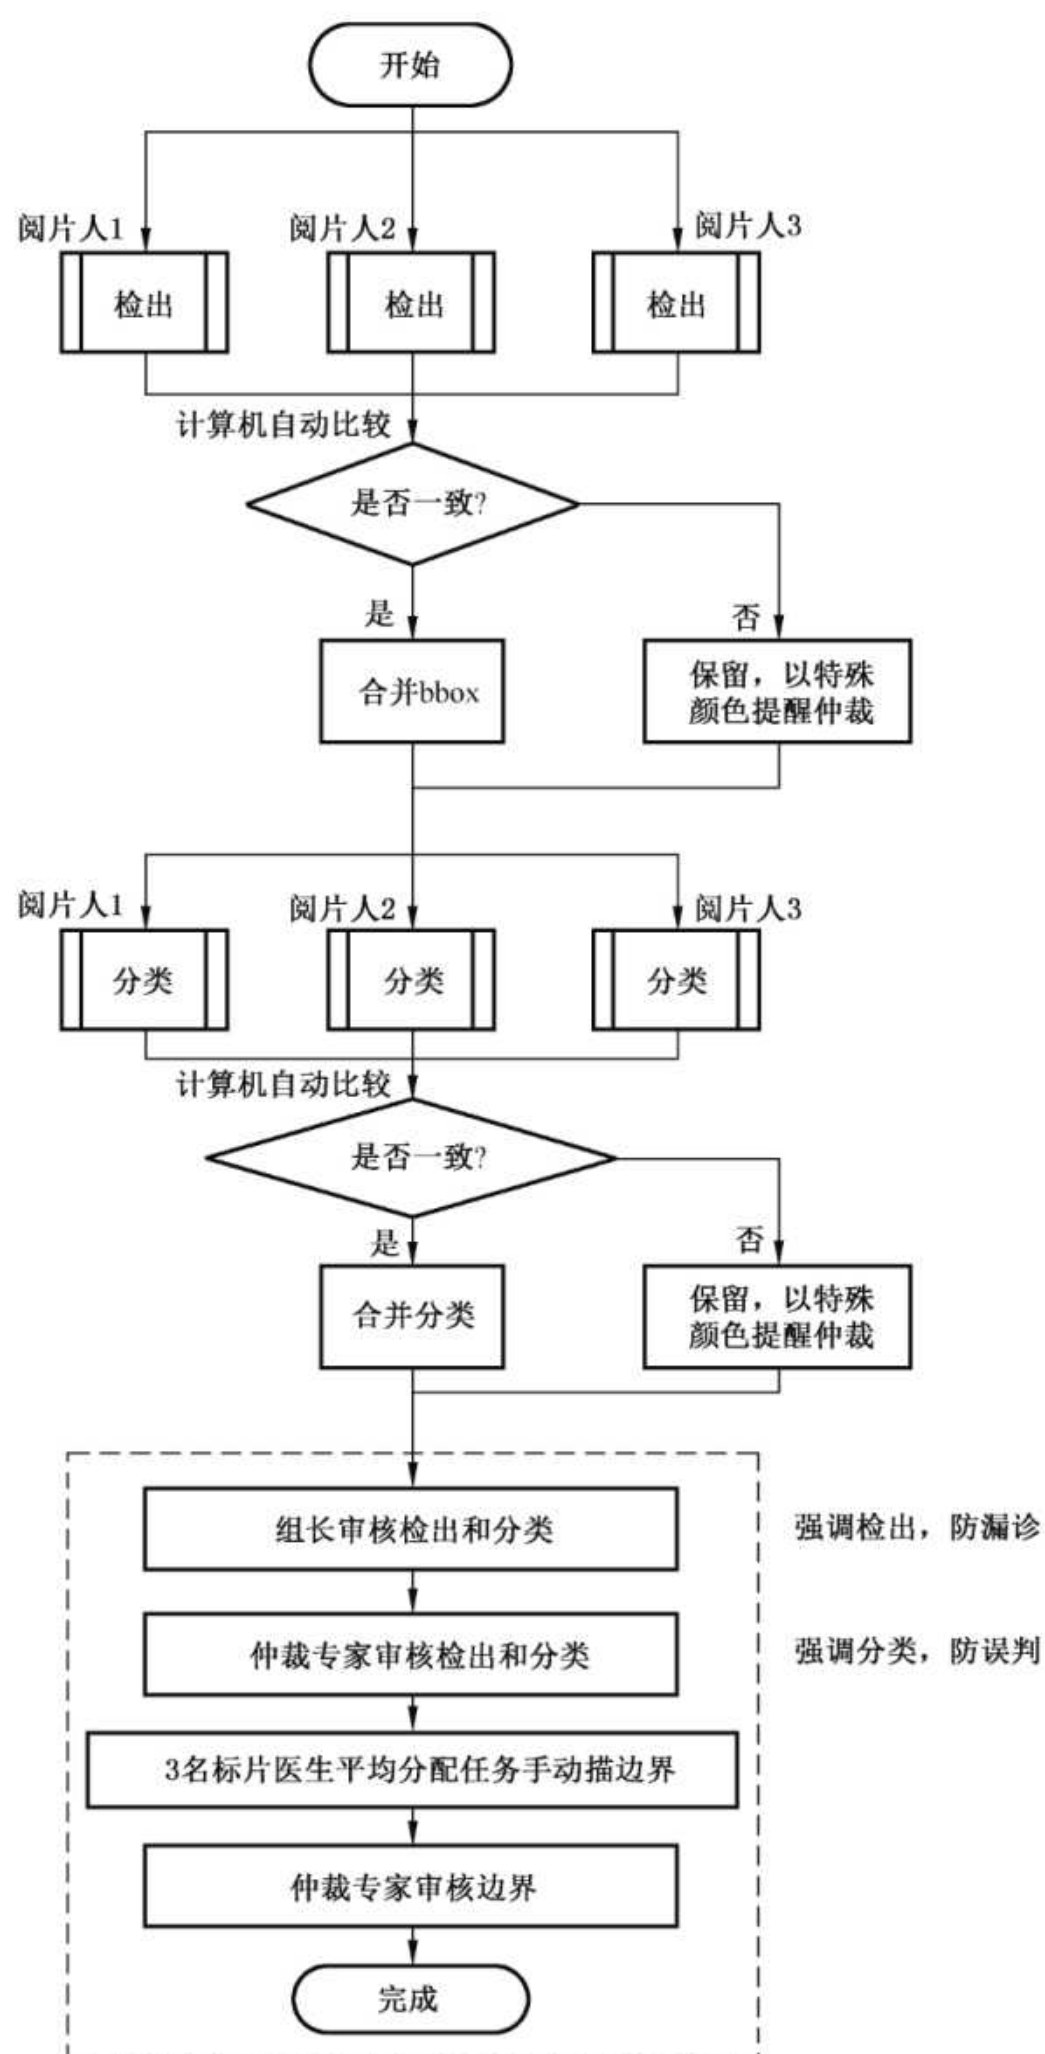 开始
阅片人1
阅片人2
阅片人3
检出
检出
检出
计算机自动比较
是否一致?
是
否
合并bbox
保留，以特殊
颜色提醒仲裁
阅片人1
阅片人2
阅片人3
分类
分类
分类
计算机自动比较
是否一致?
是
否
合并分类
保留，以特殊
颜色提醒仲裁
组长审核检出和分类
强调检出，防漏诊
仲裁专家审核检出和分类
强调分类，防误判
3名标片医生平均分配任务手动描边界
仲裁专家审核边界
完成